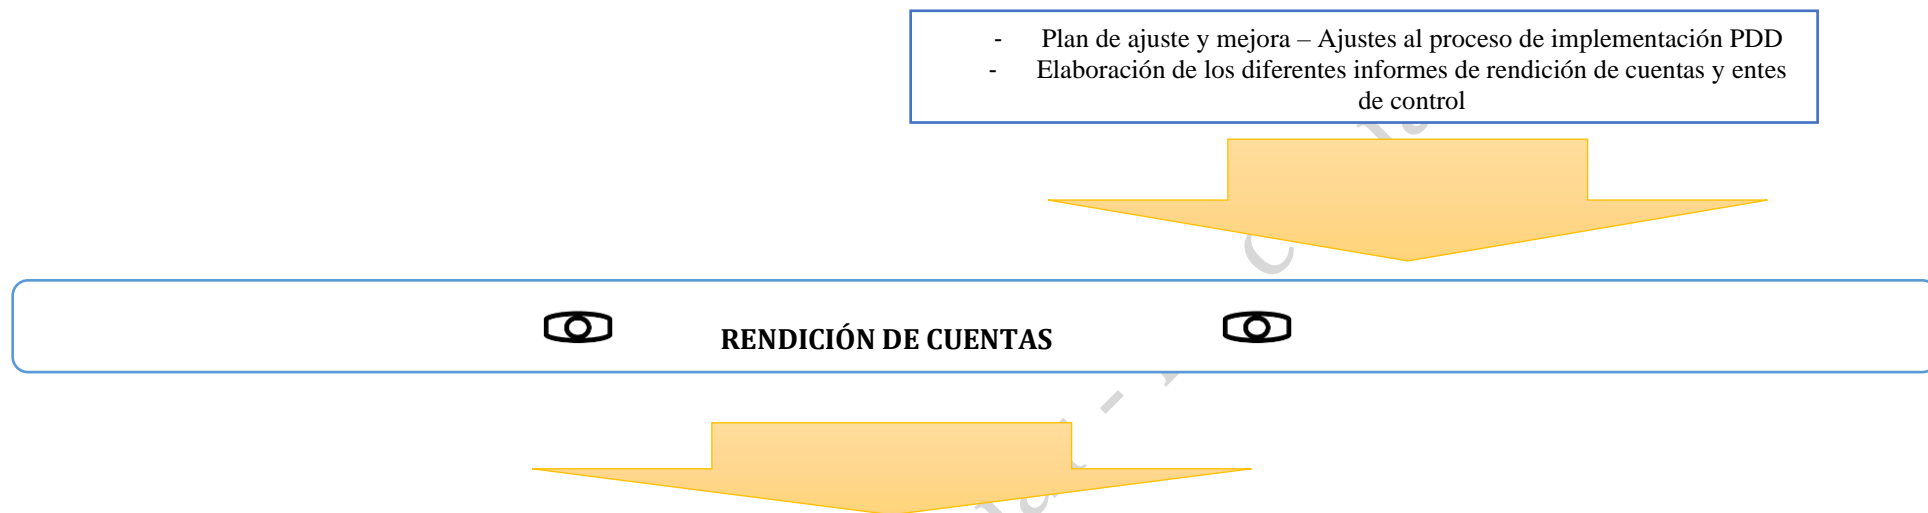 - Plan de ajuste y mejora – Ajustes al proceso de implementación PDD
- Elaboración de los diferentes informes de rendición de cuentas y entes
de control
RENDICIÓN DE CUENTAS